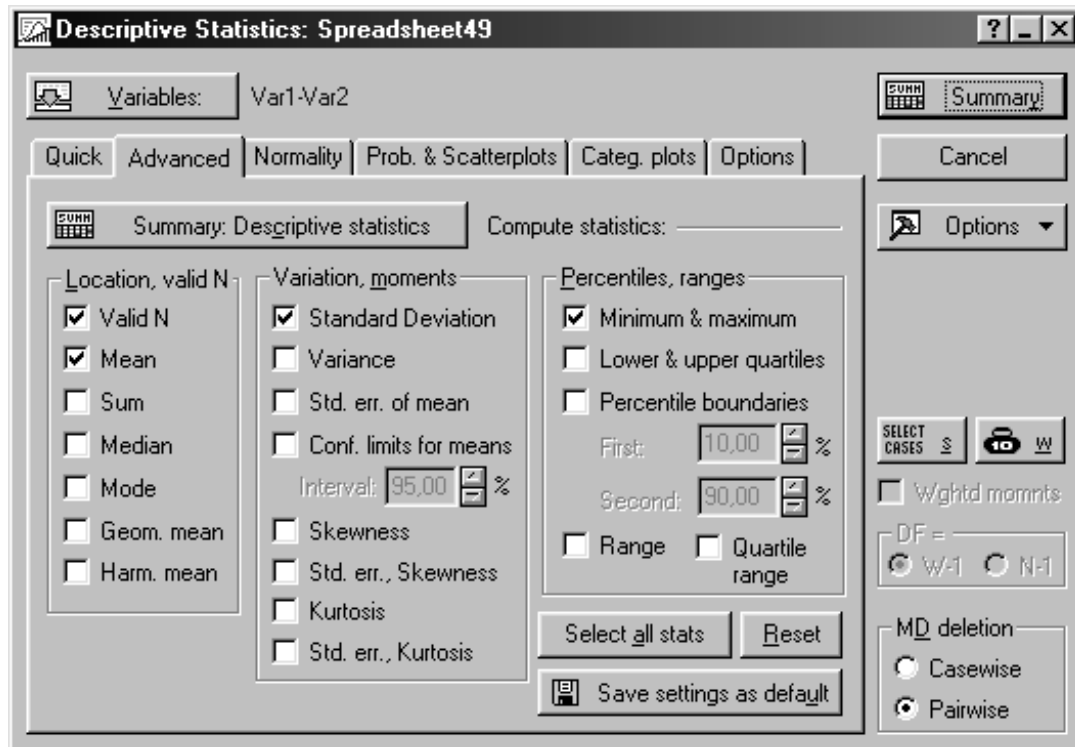 Descriptive Statistics: Spreadsheet49
Variables: Var1-Var2
SUMM Summary
Quick Advanced Normality Prob. & Scatterplots Categ. plots Options
Cancel
SUMM Summary: Descriptive statistics Compute statistics:
Options
Location, valid N
Valid N
Mean
Sum
Median
Mode
Geom. mean
Harm. mean
Variation, moments
Standard Deviation
Variance
Std. err. of mean
Conf. limits for means
Interval: 95,00 %
Skewness
Std. err., Skewness
Kurtosis
Std. err., Kurtosis
Percentiles, ranges
Minimum & maximum
Lower & upper quartiles
Percentile boundaries
First: 10,00 %
Second: 90,00 %
Range Quartile
range
Select all stats Reset
Save settings as default
SELECT
CASES S 10 W
Wghtd momnts
DF =
W-1 N-1
MD deletion
Casewise
Pairwise